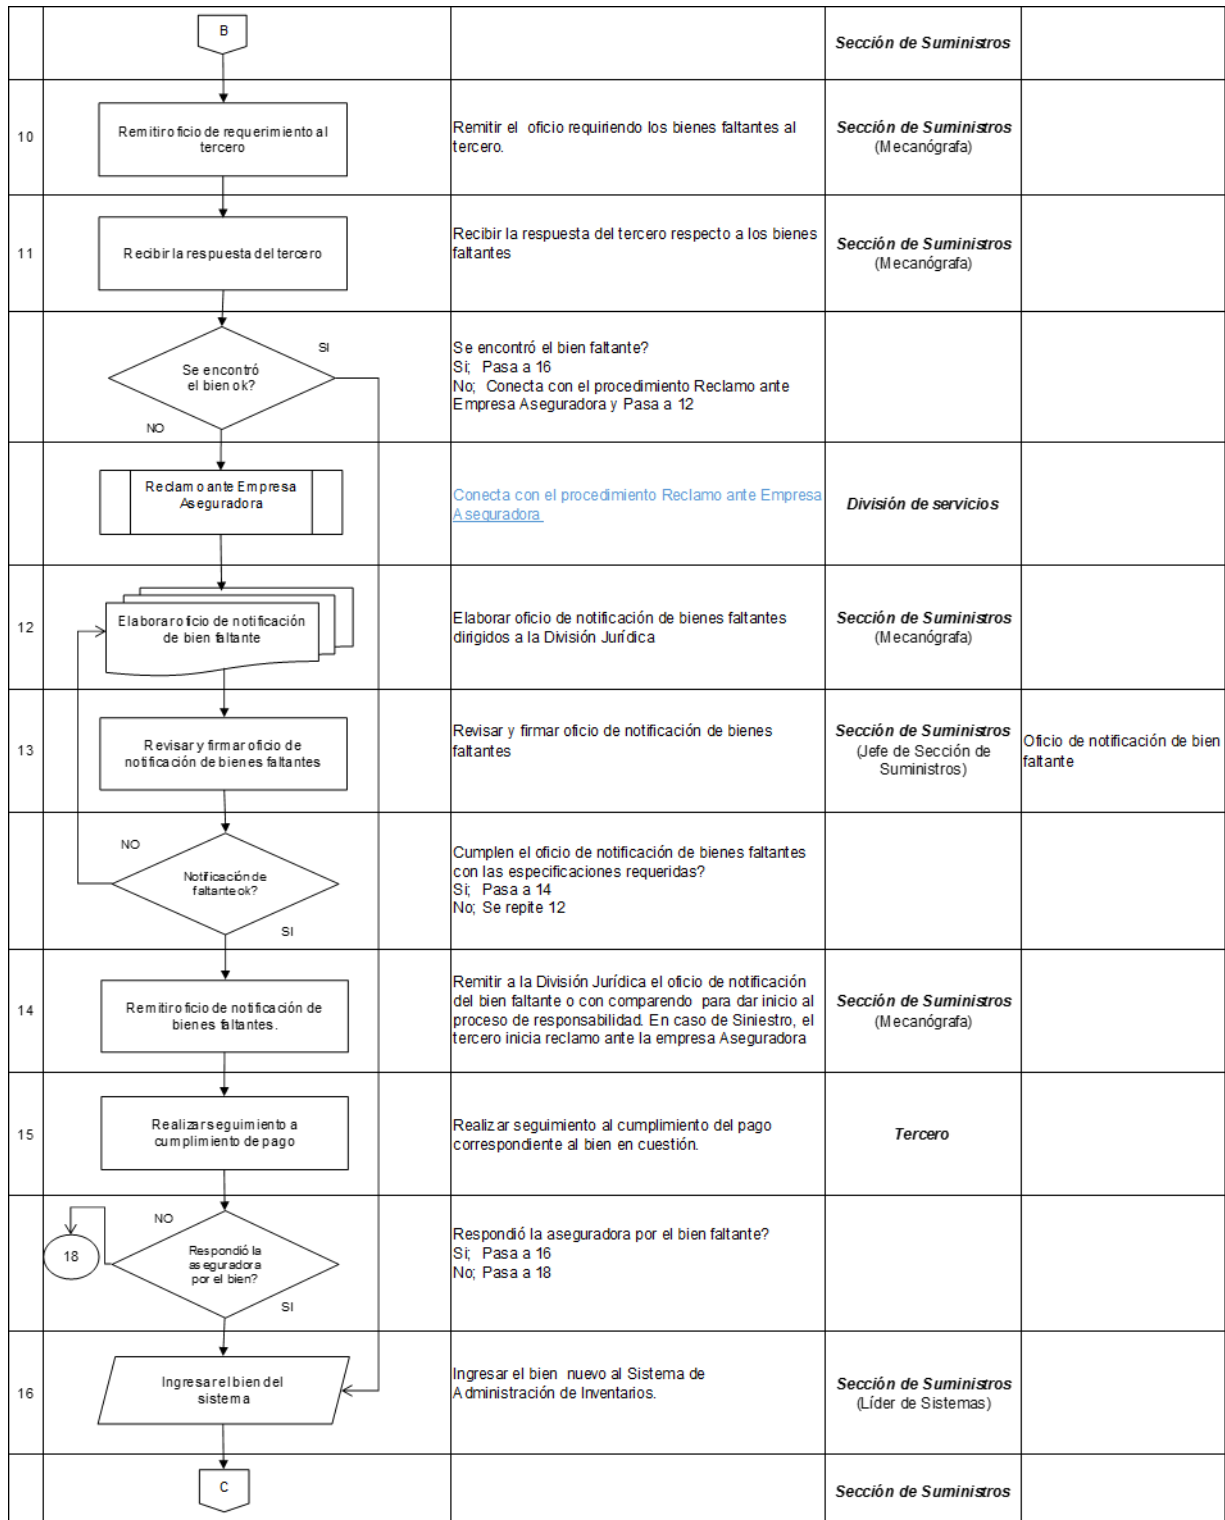 B
Sección de Suministros
10
Remitir oficio de requerimiento al
tercero
Remitir el oficio requiriendo los bienes faltantes al
tercero.
Sección de Suministros
(Mecanógrafa)
11
Recibir la respuesta del tercero
Recibir la respuesta del tercero respecto a los bienes
faltantes
Sección de Suministros
(Mecanógrafa)
Se encontró
el bien ok?
SI
NO
Se encontró el bien faltante?
Si; Pasa a 16
No; Conecta con el procedimiento Reclamo ante
Empresa Aseguradora y Pasa a 12
Reclamo ante Empresa
Aseguradora
Conecta con el procedimiento Reclamo ante Empresa
Aseguradora
División de servicios
12
Elaborar oficio de notificación
de bien faltante
Elaborar oficio de notificación de bienes faltantes
dirigidos a la División Jurídica
Sección de Suministros
(Mecanógrafa)
13
Revisar y firmar oficio de
notificación de bienes faltantes
Revisar y firmar oficio de notificación de bienes
faltantes
Sección de Suministros
(Jefe de Sección de
Suministros)
Oficio de notificación de bien
faltante
NO
Notificación de
faltante ok?
SI
Cumplen el oficio de notificación de bienes faltantes
con las especificaciones requeridas?
Si; Pasa a 14
No; Se repite 12
14
Remitir oficio de notificación de
bienes faltantes.
Remitir a la División Jurídica el oficio de notificación
del bien faltante o con comparendo para dar inicio al
proceso de responsabilidad. En caso de Siniestro, el
tercero inicia reclamo ante la empresa Aseguradora
Sección de Suministros
(Mecanógrafa)
15
Realizar seguimiento a
cumplimiento de pago
Realizar seguimiento al cumplimiento del pago
correspondiente al bien en cuestión.
Tercero
NO
18
Respondió la
aseguradora
por el bien?
SI
Respondió la aseguradora por el bien faltante?
Si; Pasa a 16
No; Pasa a 18
16
Ingresar el bien del
sistema
Ingresar el bien nuevo al Sistema de
Administración de Inventarios.
Sección de Suministros
(Líder de Sistemas)
C
Sección de Suministros